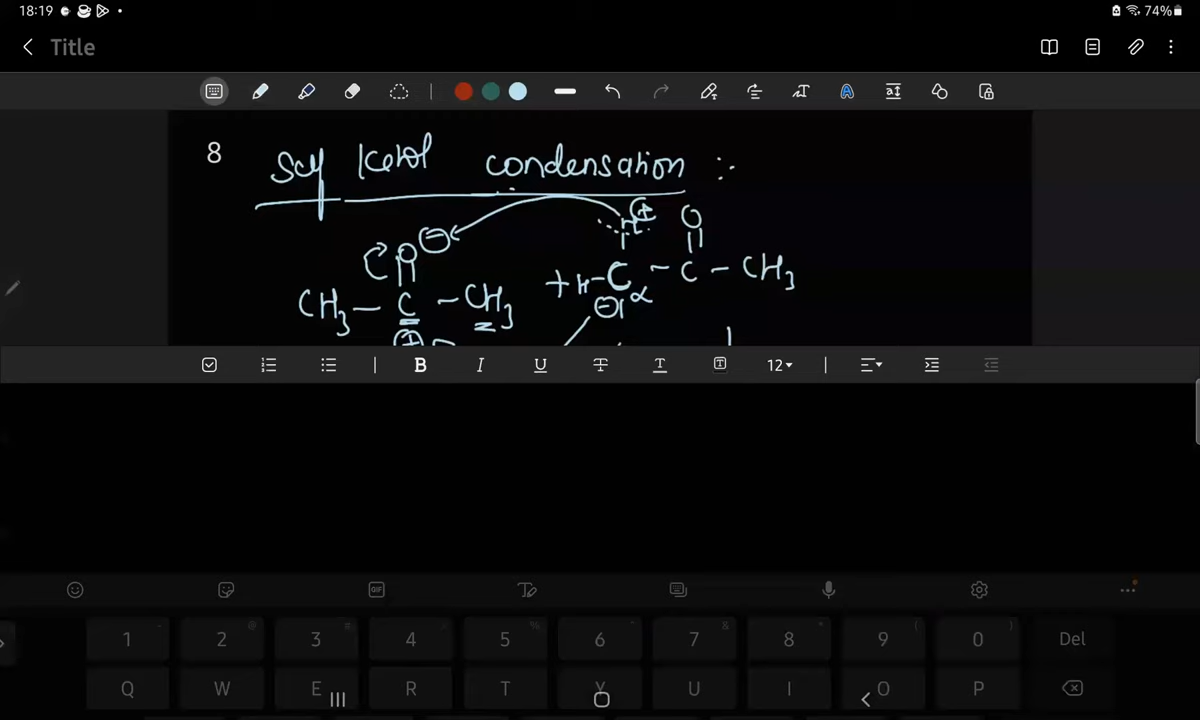 18:19
74%
Title
8 Self Ketol condensation :-
H ⊕ O
O ⊖
CH3 - C - CH3 + H - C - C - CH3
⊕ ⊖ α
B I U T T 12
1 2 3 4 5 6 7 8 9 0 Del
Q W E R T Y U I O P